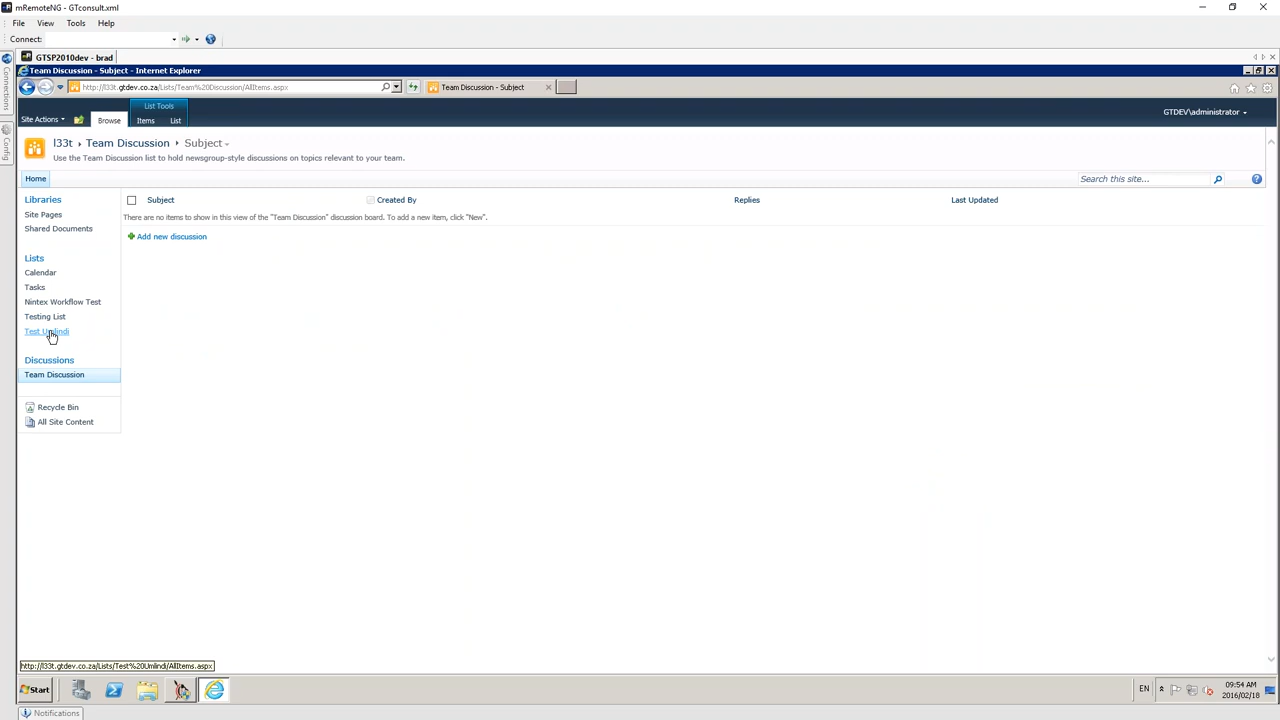 mRemoteNG - GTconsult.xml
File View Tools Help
Connect:
GTSP2010dev - brad
Team Discussion - Subject - Internet Explorer
http://l33t.gtdev.co.za/Lists/Team%20Discussion/AllItems.aspx
Team Discussion - Subject
List Tools
Site Actions Browse Items List
GTDEV\administrator
l33t Team Discussion Subject
Use the Team Discussion list to hold newsgroup-style discussions on topics relevant to your team.
Home
Search this site...
Libraries
Site Pages
Shared Documents
Lists
Calendar
Tasks
Nintex Workflow Test
Testing List
Test Umlindi
Discussions
Team Discussion
Recycle Bin
All Site Content
Subject Created By Replies Last Updated
There are no items to show in this view of the "Team Discussion" discussion board. To add a new item, click "New".
Add new discussion
http://l33t.gtdev.co.za/Lists/Test%20Umlindi/AllItems.aspx
Start
EN
09:54 AM
2016/02/18
Notifications
Connections
Config